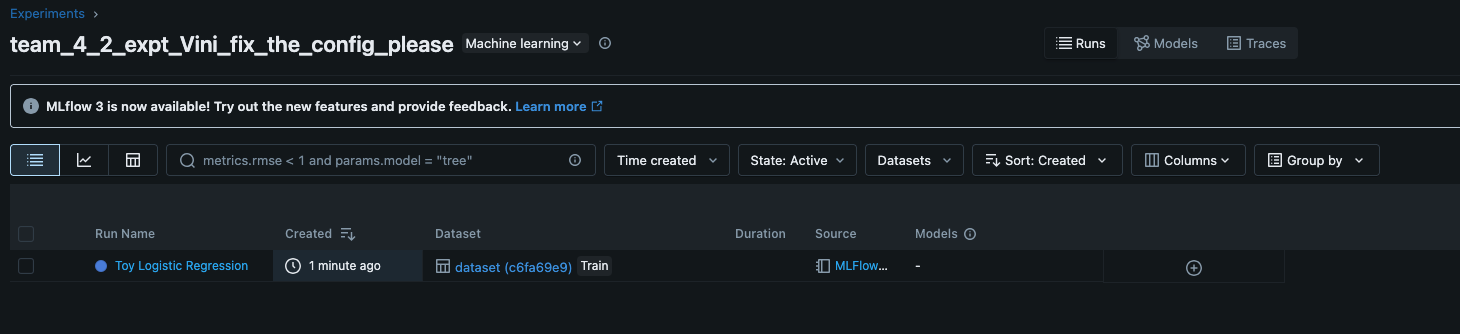 Experiments >
team_4_2_expt_Vini_fix_the_config_please Machine learning
Runs Models Traces
MLflow 3 is now available! Try out the new features and provide feedback. Learn more
metrics.rmse < 1 and params.model = "tree" Time created State: Active Datasets Sort: Created Columns Group by
Run Name Created Dataset Duration Source Models
Toy Logistic Regression 1 minute ago dataset (c6fa69e9) Train MLFlow... -